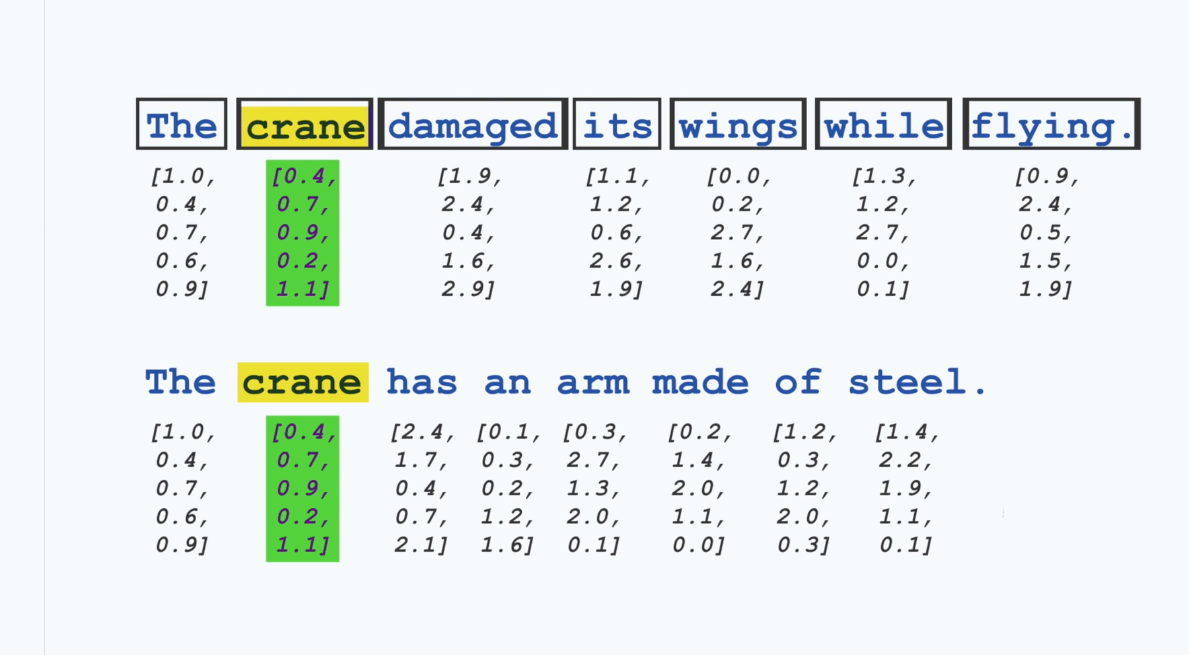 The crane damaged its wings while flying.
[1.0, [0.4, [1.9, [1.1, [0.0, [1.3, [0.9,
0.4, 0.7, 2.4, 1.2, 0.2, 1.2, 2.4,
0.7, 0.9, 0.4, 0.6, 2.7, 2.7, 0.5,
0.6, 0.2, 1.6, 2.6, 1.6, 0.0, 1.5,
0.9] 1.1] 2.9] 1.9] 2.4] 0.1] 1.9]
The crane has an arm made of steel.
[1.0, [0.4, [2.4, [0.1, [0.3, [0.2, [1.2, [1.4,
0.4, 0.7, 1.7, 0.3, 2.7, 1.4, 0.3, 2.2,
0.7, 0.9, 0.4, 0.2, 1.3, 2.0, 1.2, 1.9,
0.6, 0.2, 0.7, 1.2, 2.0, 1.1, 2.0, 1.1,
0.9] 1.1] 2.1] 1.6] 0.1] 0.0] 0.3] 0.1]